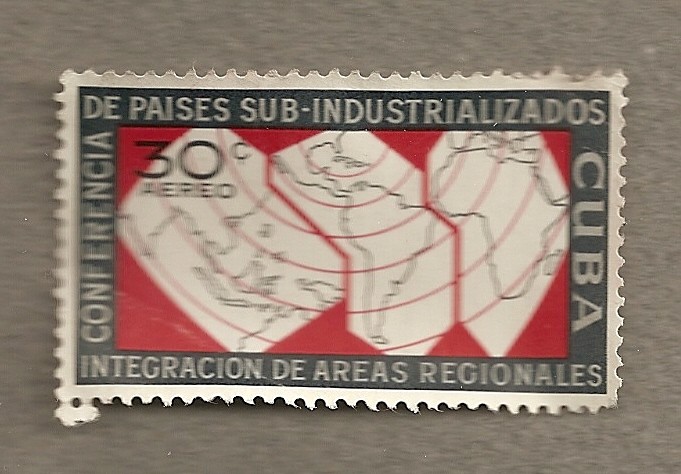 CONFERENCIA
DE PAISES SUB-INDUSTRIALIZADOS
CUBA
30c
AEREO
INTEGRACION DE AREAS REGIONALES